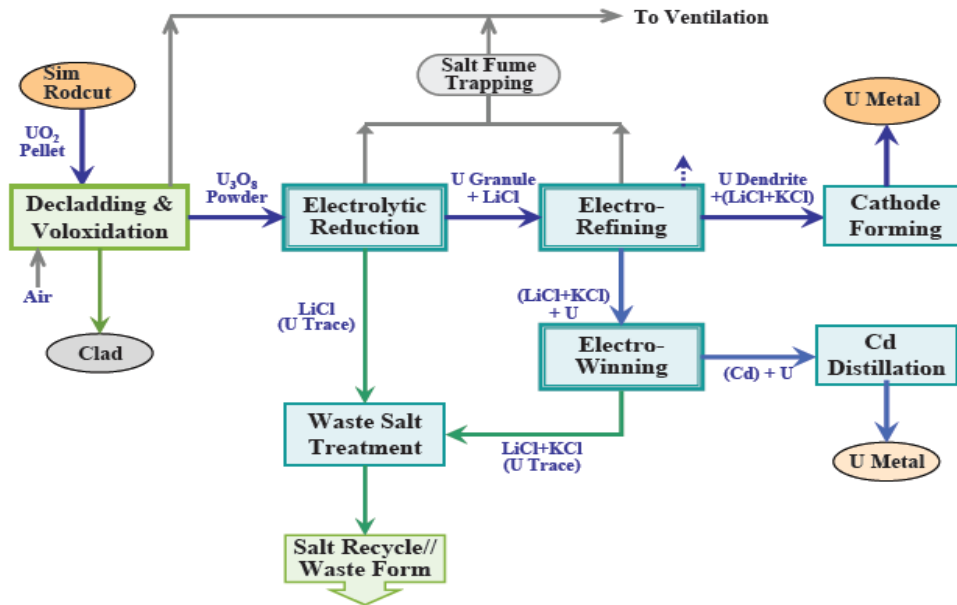 To Ventilation
Sim
Rodcut
Salt Fume
Trapping
U Metal
UO₂
Pellet
Decladding &
Voloxidation
U₃O₈
Powder
Electrolytic
Reduction
U Granule
+ LiCl
Electro-
Refining
U Dendrite
+(LiCl+KCl)
Cathode
Forming
Air
Clad
LiCl
(U Trace)
(LiCl+KCl)
+ U
Electro-
Winning
(Cd) + U
Cd
Distillation
Waste Salt
Treatment
LiCl+KCl
(U Trace)
U Metal
Salt Recycle//
Waste Form